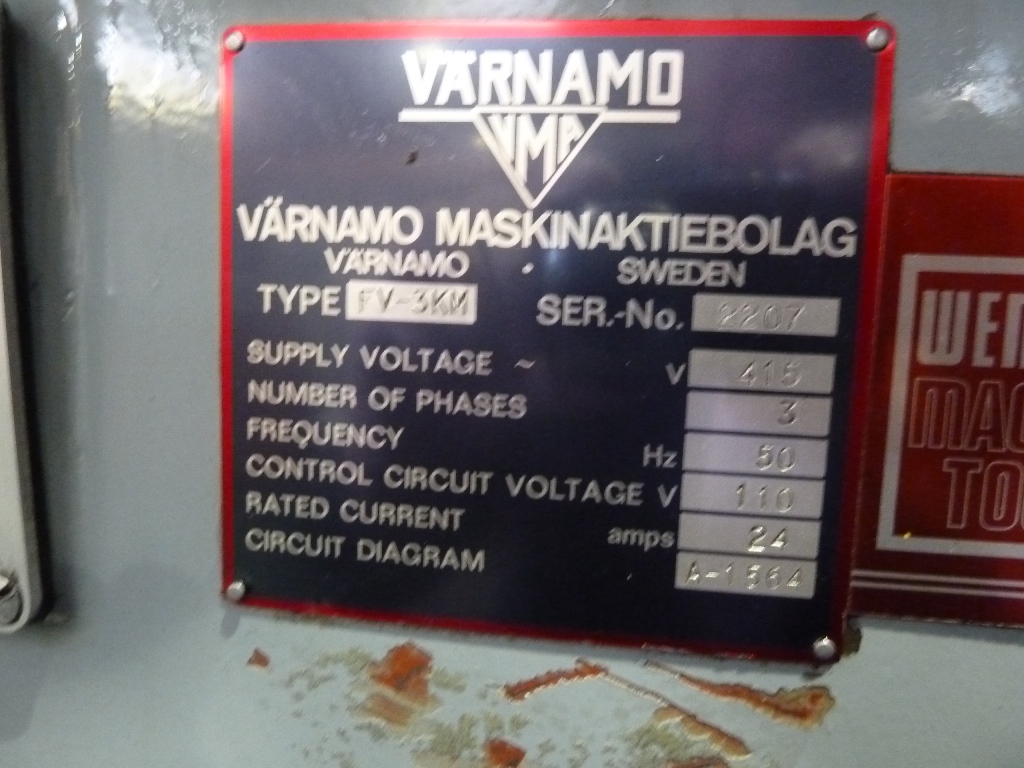 VÄRNAMO
VMA
VÄRNAMO MASKINAKTIEBOLAG
VÄRNAMO SWEDEN
TYPE FV-3KM SER.-No. 2207
SUPPLY VOLTAGE ~ V 415
NUMBER OF PHASES 3
FREQUENCY Hz 50
CONTROL CIRCUIT VOLTAGE V 110
RATED CURRENT amps 24
CIRCUIT DIAGRAM A-1564